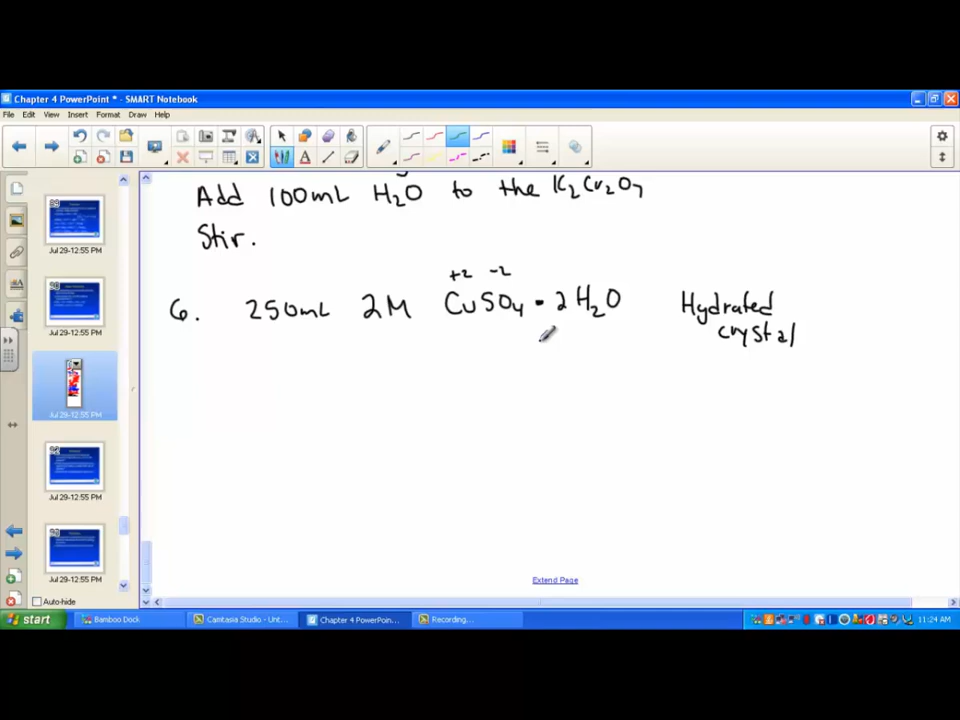 Chapter 4 PowerPoint * - SMART Notebook
File Edit View Insert Format Draw Help
Add 100mL H₂O to the K₂Cr₂O₇
Stir.
+2 -2
6. 250mL 2M CuSO₄ • 2H₂O Hydrated
crystal
Jul 29-12:55 PM
Jul 29-12:55 PM
Jul 29-12:55 PM
Jul 29-12:55 PM
Jul 29-12:55 PM
Extend Page
Auto-hide
start Bamboo Dock Camtasia Studio - Unt... Chapter 4 PowerPoin... Recording... 11:24 AM